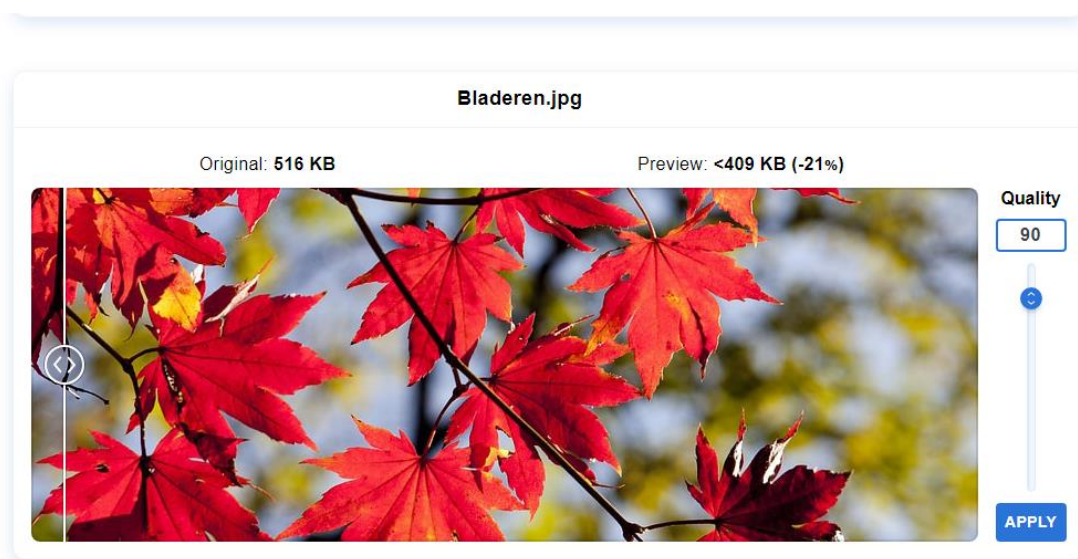 Bladeren.jpg
Original: 516 KB
Preview: <409 KB (-21%)
Quality
90
APPLY